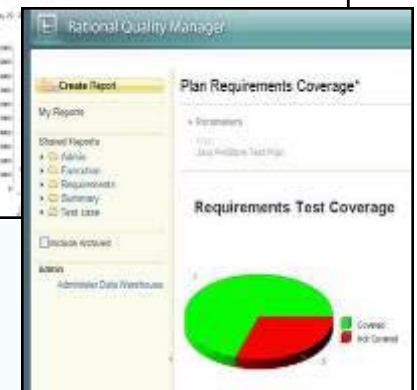 Rational Quality Manager
Create Report
Plan Requirements Coverage*
My Reports
Parameters
Shared Reports
Admin
Execution
Requirements
Summary
Test case
Include Archived
Admin
Administer Data Warehouse
Requirements Test Coverage
Covered
Not Covered